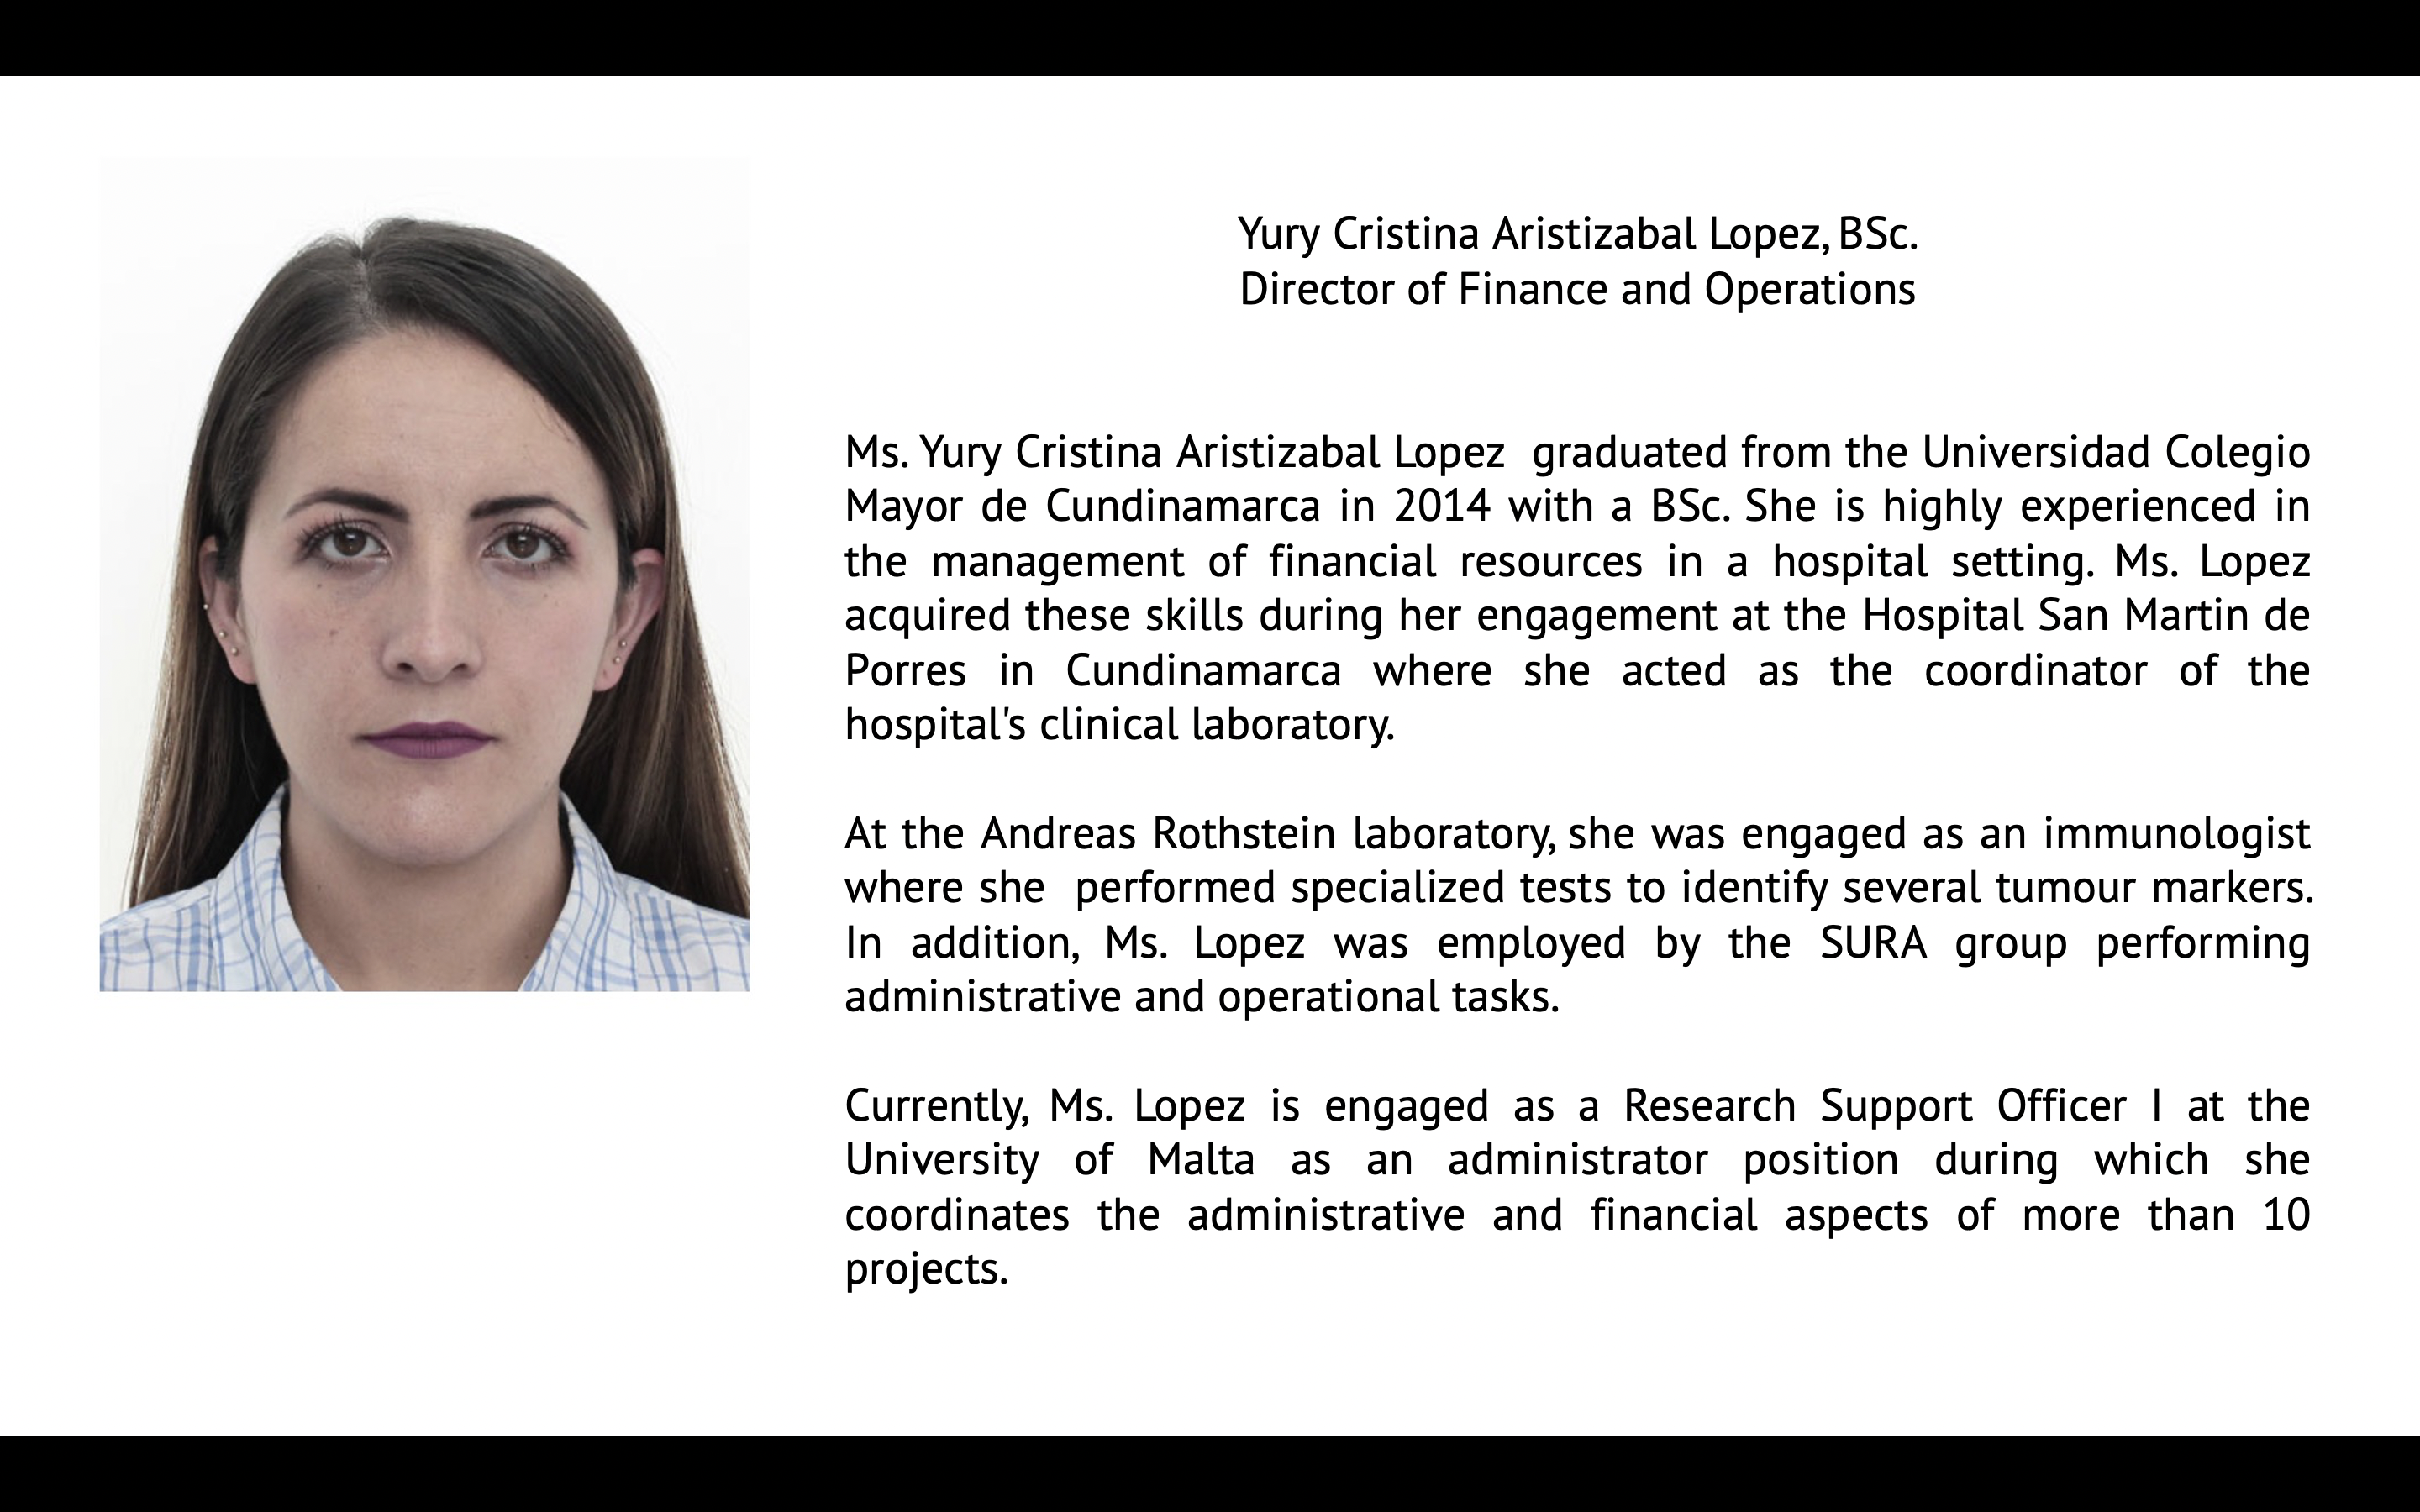 Yury Cristina Aristizabal Lopez, BSc.
Director of Finance and Operations
Ms. Yury Cristina Aristizabal Lopez  graduated from the Universidad Colegio
Mayor de Cundinamarca in 2014 with a BSc. She is highly experienced in
the management of financial resources in a hospital setting. Ms. Lopez
acquired these skills during her engagement at the Hospital San Martin de
Porres in Cundinamarca where she acted as the coordinator of the
hospital's clinical laboratory.
At the Andreas Rothstein laboratory, she was engaged as an immunologist
where she  performed specialized tests to identify several tumour markers.
In addition, Ms. Lopez was employed by the SURA group performing
administrative and operational tasks.
Currently, Ms. Lopez is engaged as a Research Support Officer I at the
University of Malta as an administrator position during which she
coordinates the administrative and financial aspects of more than 10
projects.